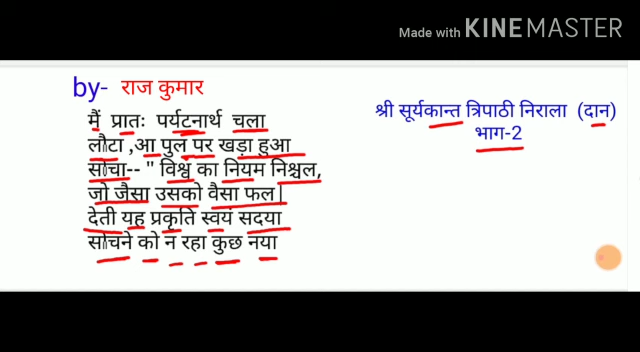 Made with KINEMASTER
by- राज कुमार
मैं प्रातः पर्यटनार्थ चला
लौटा ,आ पुल पर खड़ा हुआ
सोचा-- " विश्व का नियम निश्चल,
जो जैसा उसको वैसा फल|
देती यह प्रकृति स्वयं सदया
सोचने को न रहा कुछ नया
श्री सूर्यकान्त त्रिपाठी निराला (दान)
भाग-2